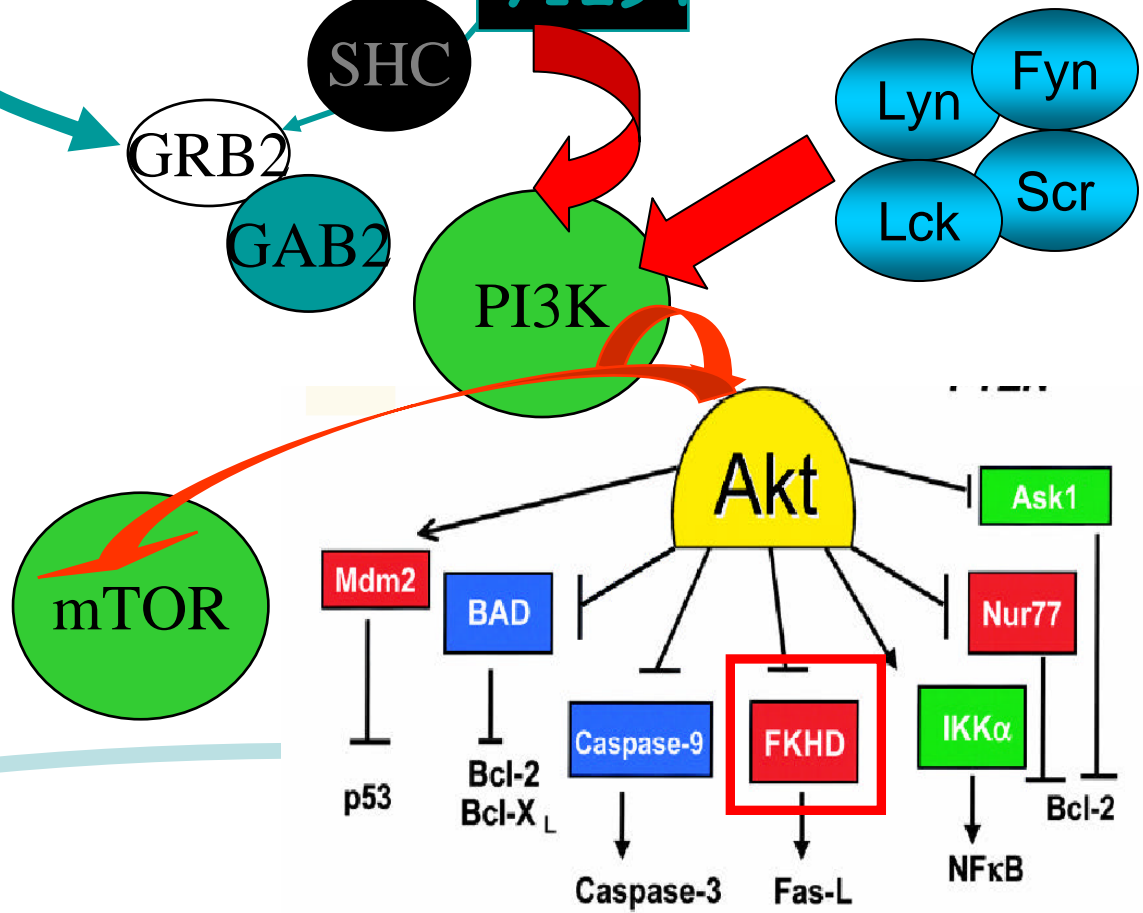 SHC
Fyn
Lyn
GRB2
Scr
Lck
GAB2
PI3K
Akt
Ask1
Mdm2
BAD
Nur77
mTOR
Caspase-9
FKHD
IKKα
p53
Bcl-2
Bcl-X L
Bcl-2
Caspase-3
Fas-L
NFκB